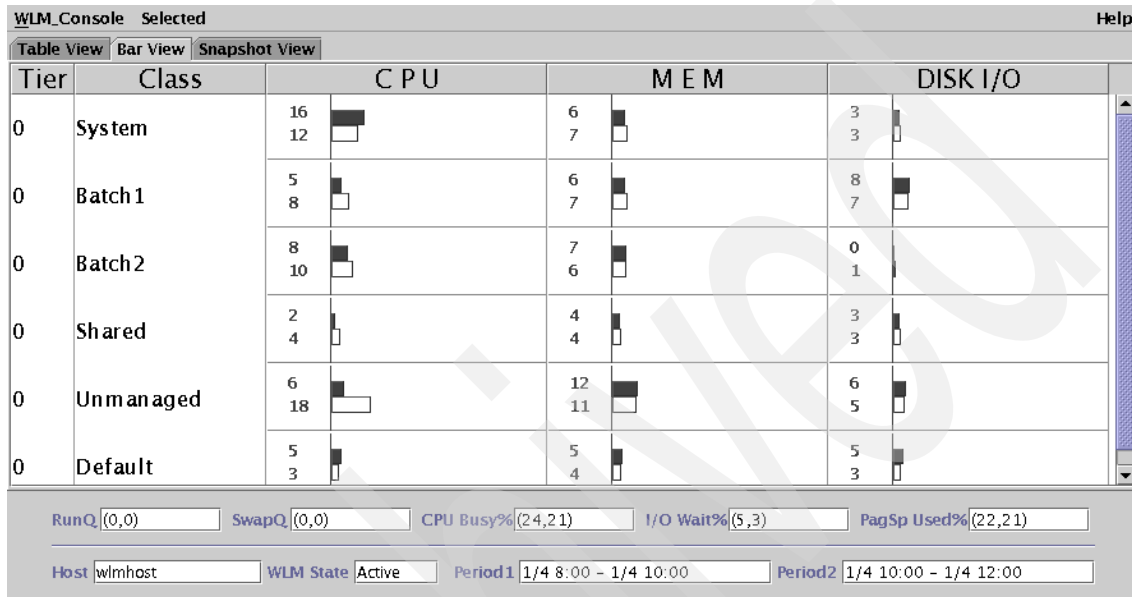 WLM_Console Selected Help
Table View Bar View Snapshot View
Tier Class CPU MEM DISK I/O
16 6 3
0 System
12 7 3
5 6 8
0 Batch1
8 7 7
8 7 0
0 Batch2
10 6 1
2 4 3
0 Shared
4 4 3
6 12 6
0 Unmanaged
18 11 5
5 5 5
0 Default
3 4 3
RunQ (0,0) SwapQ (0,0) CPU Busy% (24,21) I/O Wait% (5,3) PagSp Used% (22,21)
Host wlmhost WLM State Active Period1 1/4 8:00 - 1/4 10:00 Period2 1/4 10:00 - 1/4 12:00